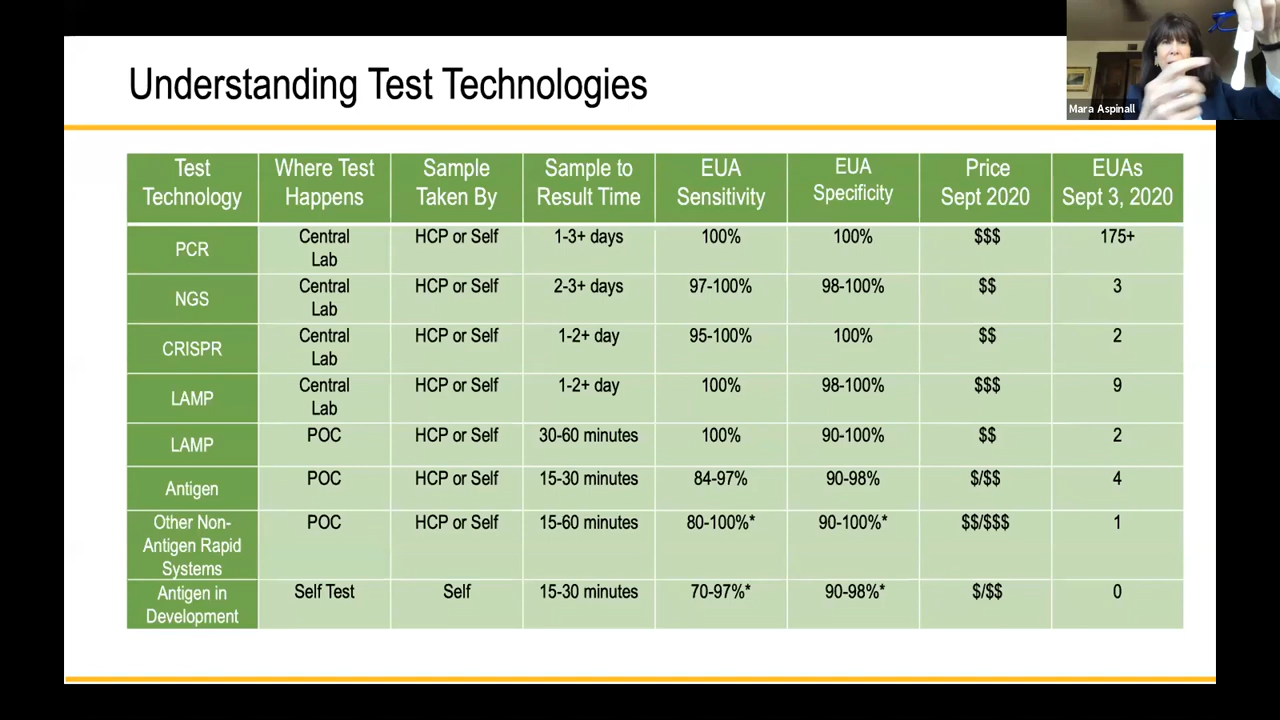 Understanding Test Technologies
Mara Aspinall
Test Technology Where Test Happens Sample Taken By Sample to Result Time EUA Sensitivity EUA Specificity Price Sept 2020 EUAs Sept 3, 2020
PCR Central Lab HCP or Self 1-3+ days 100% 100% $$$ 175+
NGS Central Lab HCP or Self 2-3+ days 97-100% 98-100% $$ 3
CRISPR Central Lab HCP or Self 1-2+ day 95-100% 100% $$ 2
LAMP Central Lab HCP or Self 1-2+ day 100% 98-100% $$$ 9
LAMP POC HCP or Self 30-60 minutes 100% 90-100% $$ 2
Antigen POC HCP or Self 15-30 minutes 84-97% 90-98% $/$$ 4
Other Non-Antigen Rapid Systems POC HCP or Self 15-60 minutes 80-100%* 90-100%* $$/$$$ 1
Antigen in Development Self Test Self 15-30 minutes 70-97%* 90-98%* $/$$ 0